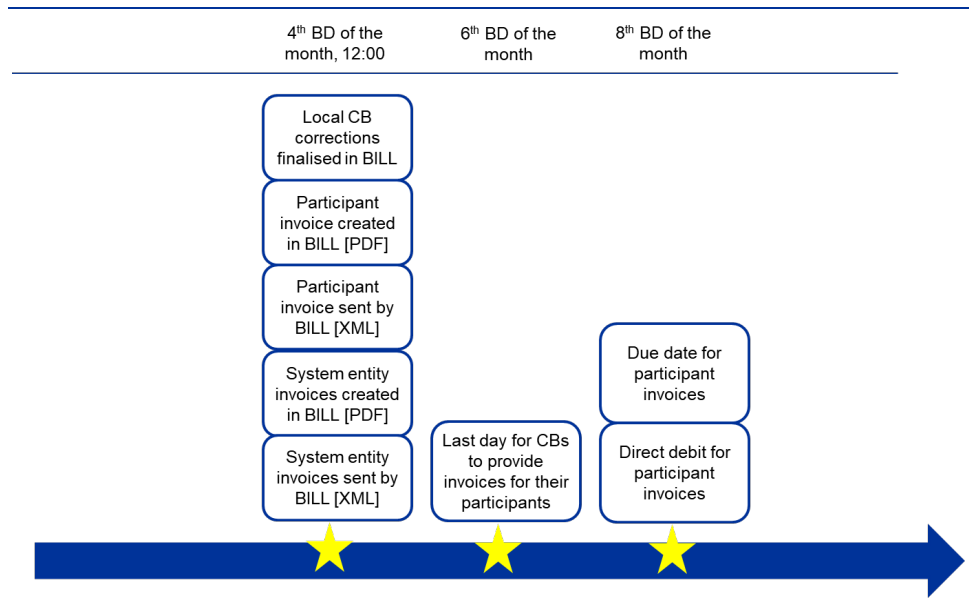 4th BD of the
month, 12:00
6th BD of the
month
8th BD of the
month
Local CB
corrections
finalised in BILL
Participant
invoice created
in BILL [PDF]
Participant
invoice sent by
BILL [XML]
System entity
invoices created
in BILL [PDF]
System entity
invoices sent by
BILL [XML]
Last day for CBs
to provide
invoices for their
participants
Due date for
participant
invoices
Direct debit for
participant
invoices